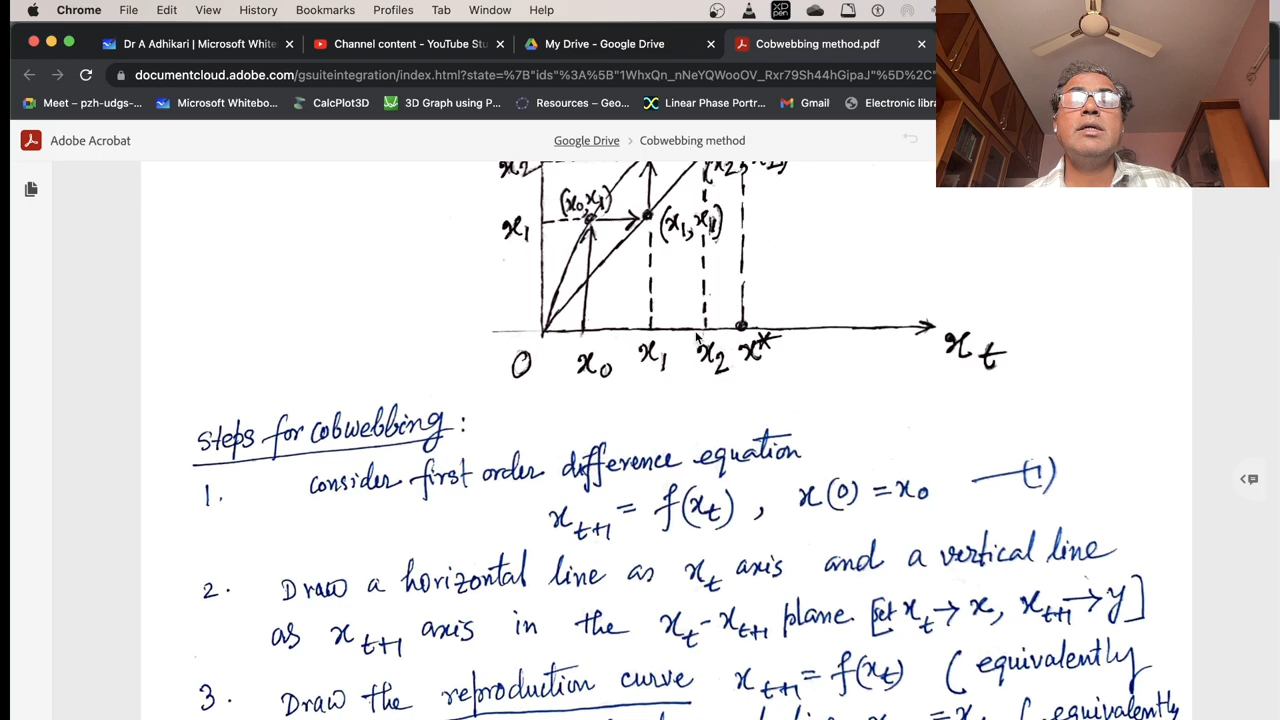 Chrome File Edit View History Bookmarks Profiles Tab Window Help
Dr A Adhikari | Microsoft White Channel content - YouTube Stu My Drive - Google Drive Cobwebbing method.pdf
documentcloud.adobe.com/gsuiteintegration/index.html?state=%7B"ids"%3A%5B"1WhxQn_nNeYQWooOV_Rxr79Sh44hGipaJ"%5D%2C"
Meet – pzh-udgs-... Microsoft Whitebo... CalcPlot3D 3D Graph using P... Resources – Geo... Linear Phase Portr... Gmail Electronic libra
Adobe Acrobat Google Drive > Cobwebbing method
x2
(x0, x1)
x1 (x1, x1)
0 x0 x1 x2 x* xt
Steps for cobwebbing :
1. consider first order difference equation
xt+1 = f(xt), x(0) = x0 —(1)
2. Draw a horizontal line as xt axis and a vertical line
as xt+1 axis in the xt - xt+1 plane [set xt → x, xt+1 → y]
3. Draw the reproduction curve xt+1 = f(xt) (equivalently